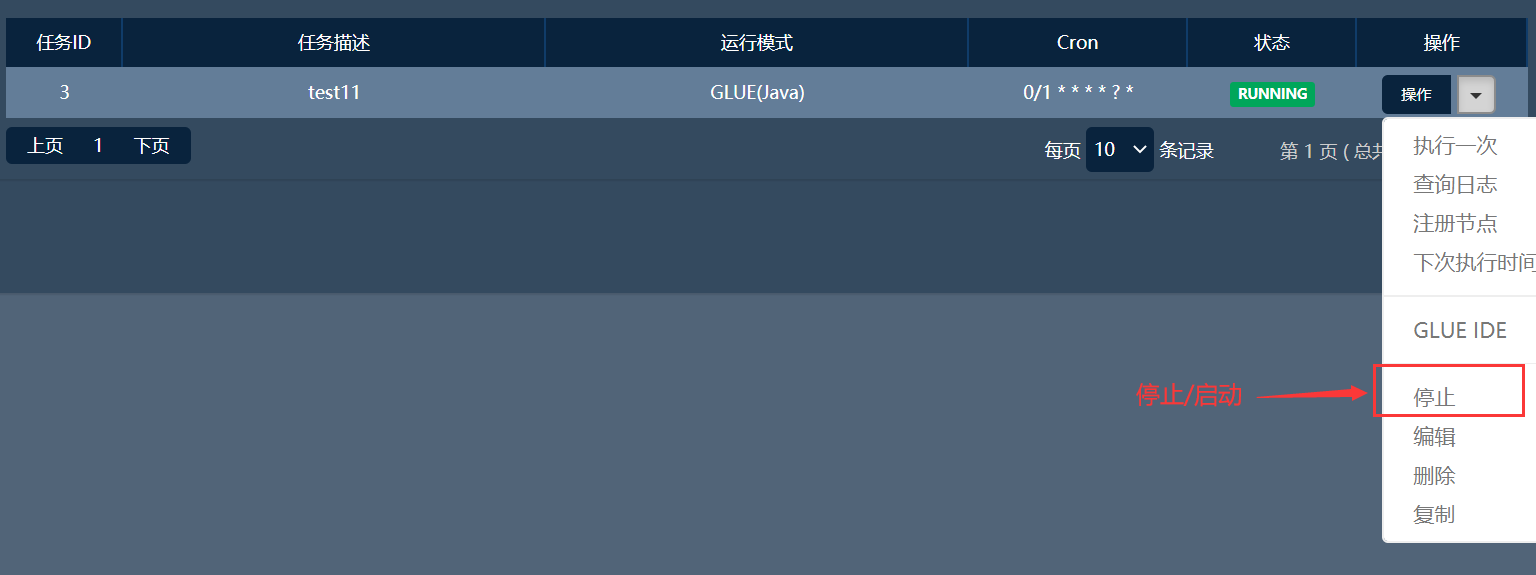 任务ID 任务描述 运行模式 Cron 状态 操作
3 test11 GLUE(Java) 0/1 * * * * ? * RUNNING 操作
上页 1 下页 每页 10 条记录 第 1 页 ( 总共
执行一次
查询日志
注册节点
下次执行时间
GLUE IDE
停止/启动 停止
编辑
删除
复制